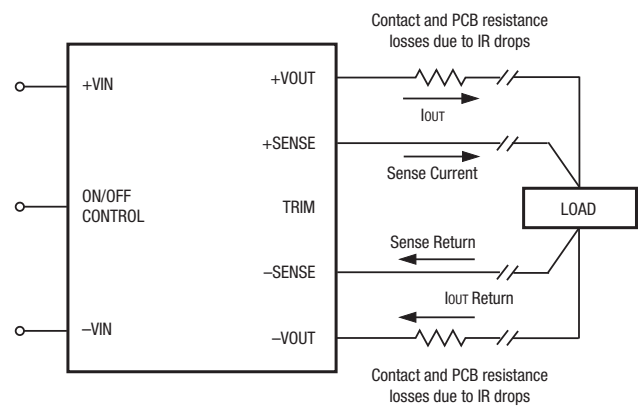 Contact and PCB resistance
losses due to IR drops
+VOUT
+VIN
IOUT
+SENSE
Sense Current
ON/OFF
CONTROL
TRIM
LOAD
Sense Return
−SENSE
IOUT Return
−VIN
−VOUT
Contact and PCB resistance
losses due to IR drops